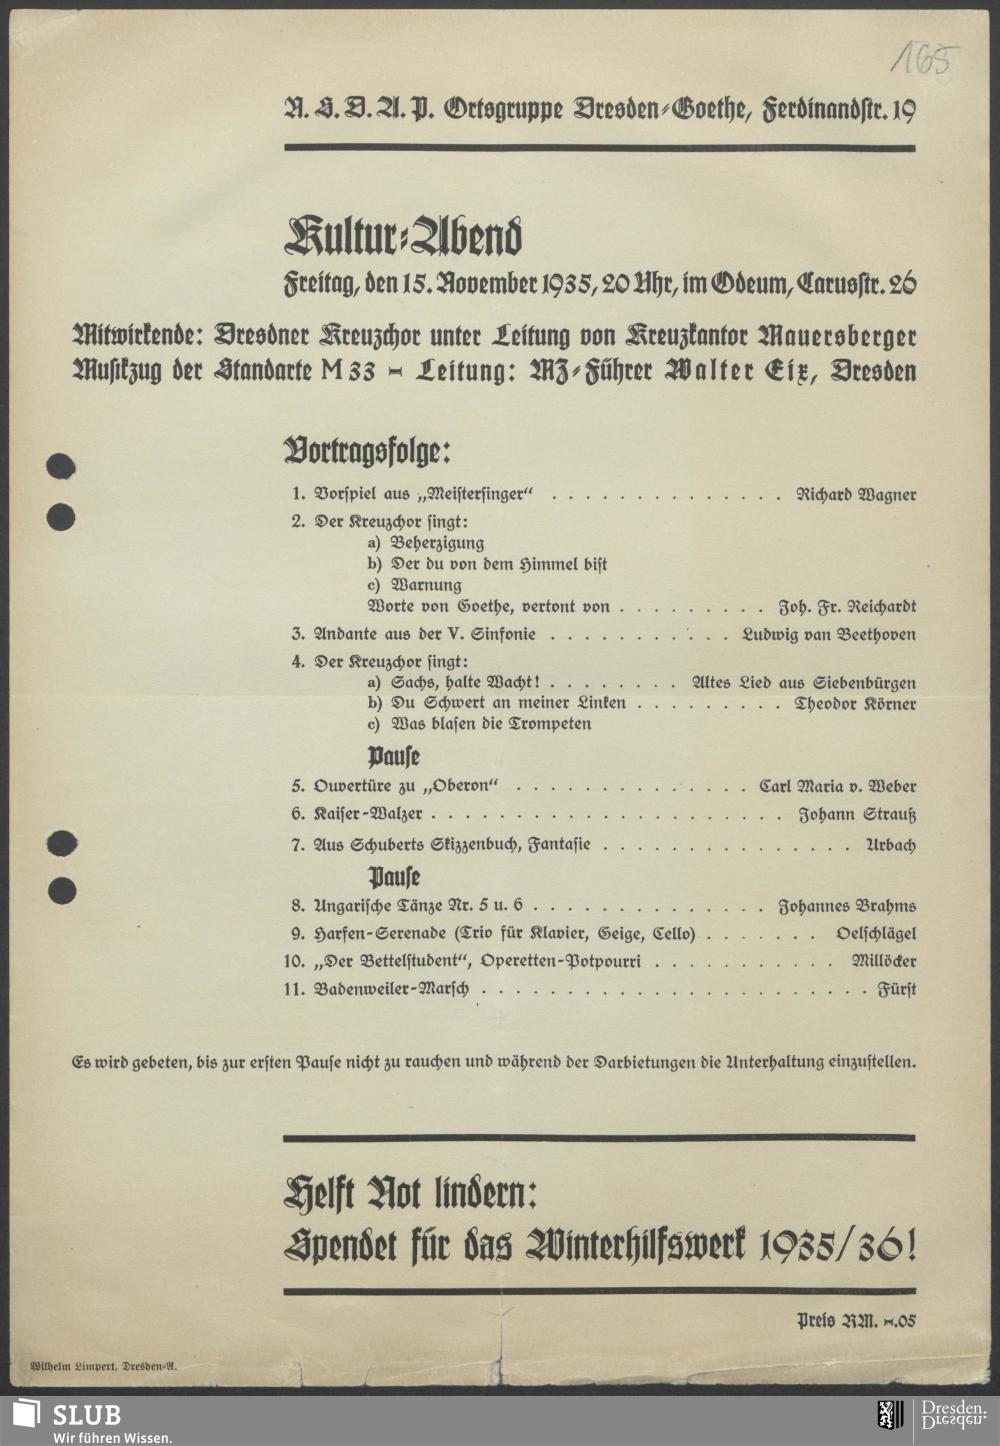 165
N. S. D. A. P. Ortsgruppe Dresden-Goethe, Ferdinandstr. 19
Kultur-Abend
Freitag, den 15. November 1935, 20 Uhr, im Odeum, Carusstr. 26
Mitwirkende: Dresdner Kreuzchor unter Leitung von Kreuzkantor Mauersberger
Musikzug der Standarte M 33 - Leitung: MZ-Führer Walter Eix, Dresden
Vortragsfolge:
1. Vorspiel aus „Meistersinger“ . . . . . . . . . . . . . . . Richard Wagner
2. Der Kreuzchor singt:
a) Beherzigung
b) Der du von dem Himmel bist
c) Warnung
Worte von Goethe, vertont von . . . . . . . . . Joh. Fr. Reichardt
3. Andante aus der V. Sinfonie . . . . . . . . . . . . Ludwig van Beethoven
4. Der Kreuzchor singt:
a) Sachs, halte Wacht! . . . . . . . . Altes Lied aus Siebenbürgen
b) Du Schwert an meiner Linken . . . . . . . . . Theodor Körner
c) Was blasen die Trompeten
Pause
5. Ouvertüre zu „Oberon“ . . . . . . . . . . . . . . . Carl Maria v. Weber
6. Kaiser-Walzer . . . . . . . . . . . . . . . . . . . . . . Johann Strauß
7. Aus Schuberts Skizzenbuch, Fantasie . . . . . . . . . . . . . . . . Urbach
Pause
8. Ungarische Tänze Nr. 5 u. 6 . . . . . . . . . . . . . . . Johannes Brahms
9. Harfen-Serenade (Trio für Klavier, Geige, Cello) . . . . . . . Oelschlägel
10. „Der Bettelstudent“, Operetten-Potpourri . . . . . . . . . . . Millöcker
11. Badenweiler-Marsch . . . . . . . . . . . . . . . . . . . . . . . . Fürst
Es wird gebeten, bis zur ersten Pause nicht zu rauchen und während der Darbietungen die Unterhaltung einzustellen.
Helft Not lindern:
Spendet für das Winterhilfswerk 1935/36!
Preis RM. -.05
Wilhelm Limpert, Dresden-A.
SLUB
Wir führen Wissen.
Dresden.
Dresden.